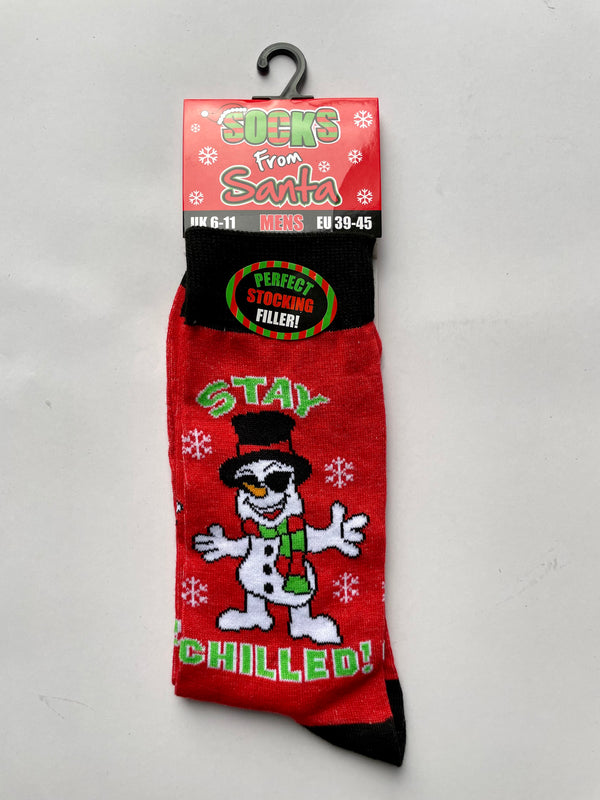 SOCKS
From
Santa
UK 6-11 MENS EU 39-45
PERFECT
STOCKING
FILLER!
STAY
CHILLED!